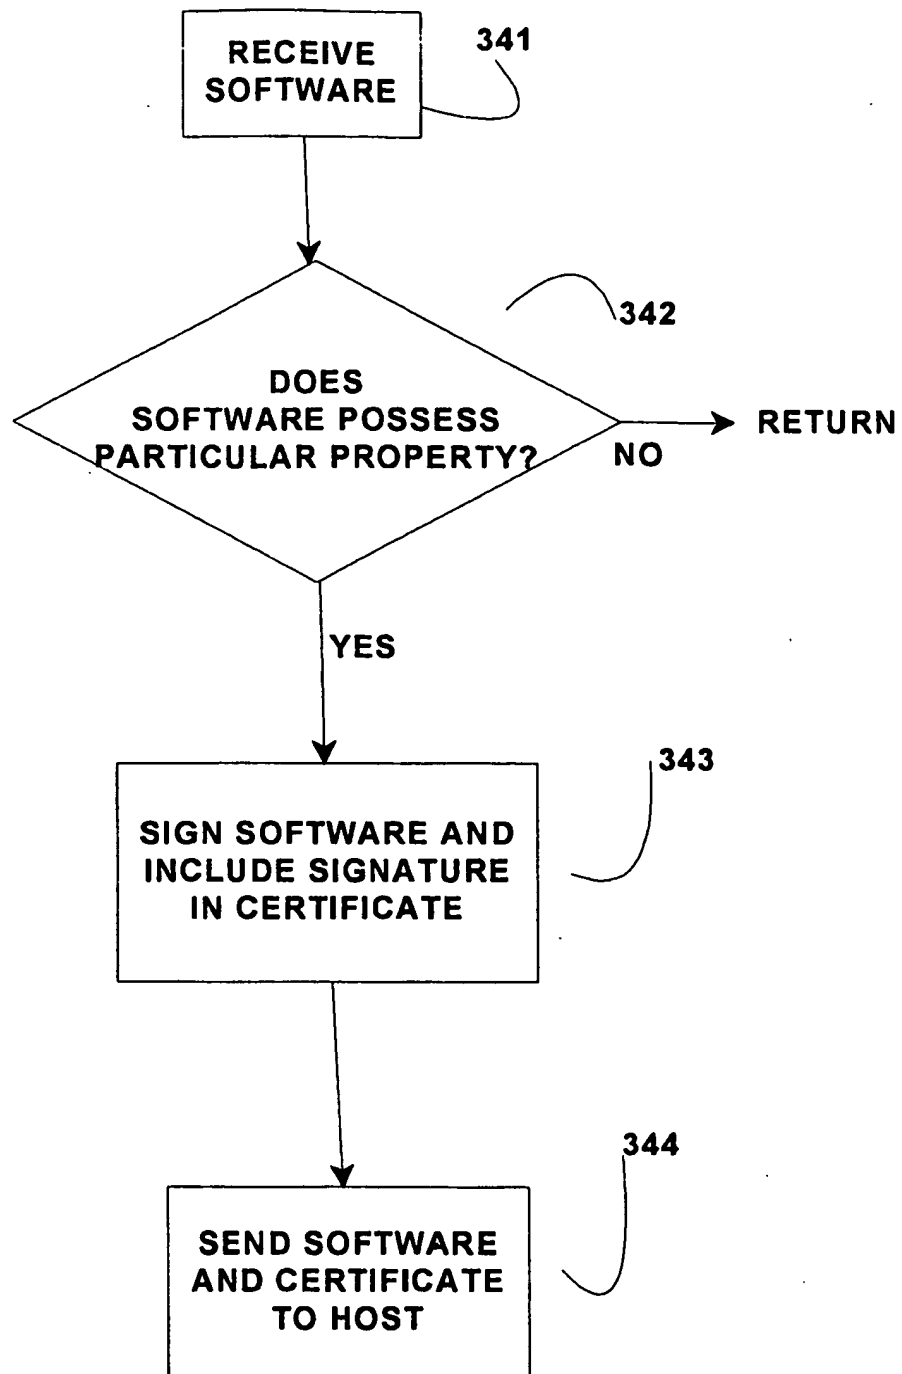 RECEIVE
SOFTWARE
341
342
DOES
SOFTWARE POSSESS
PARTICULAR PROPERTY?
RETURN
NO
YES
343
SIGN SOFTWARE AND
INCLUDE SIGNATURE
IN CERTIFICATE
344
SEND SOFTWARE
AND CERTIFICATE
TO HOST